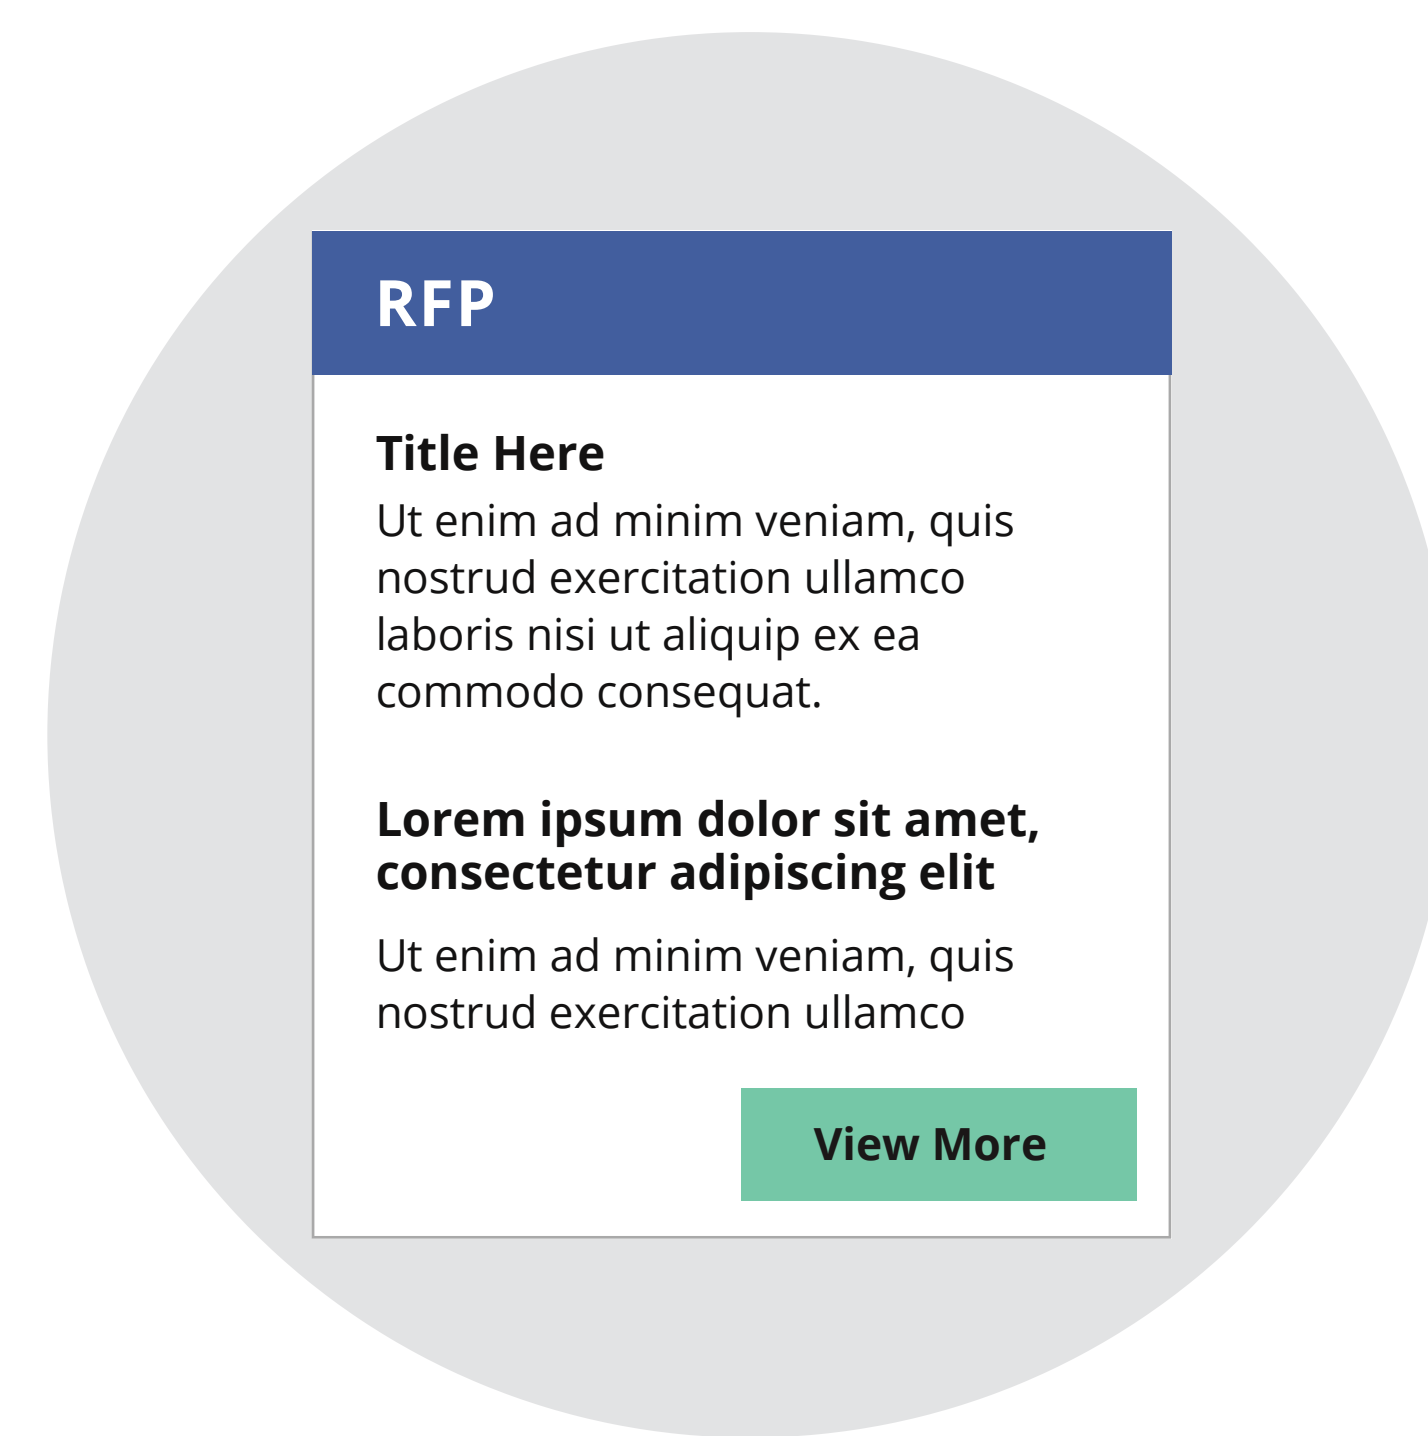 RFP
Title Here
Ut enim ad minim veniam, quis
nostrud exercitation ullamco
laboris nisi ut aliquip ex ea
commodo consequat.
Lorem ipsum dolor sit amet,
consectetur adipiscing elit
Ut enim ad minim veniam, quis
nostrud exercitation ullamco
View More